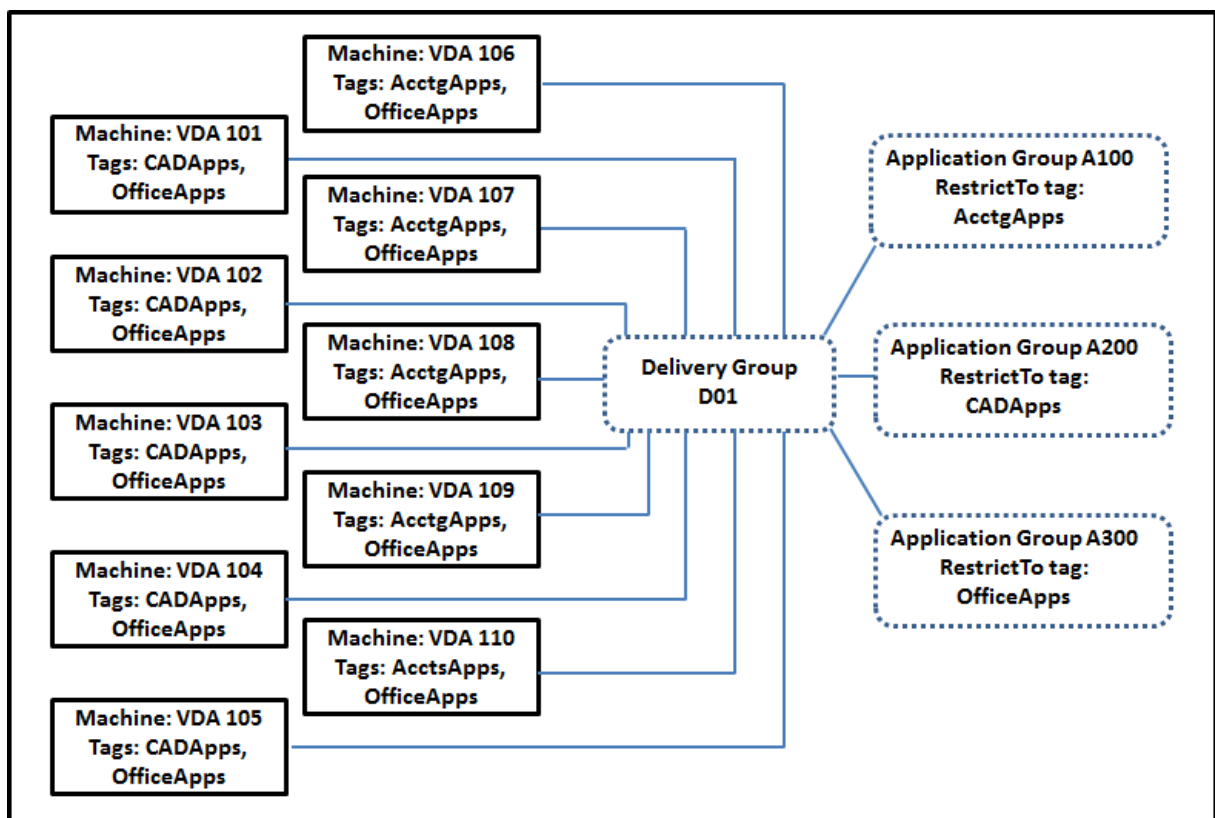 Machine: VDA 106
Tags: AcctgApps,
OfficeApps
Machine: VDA 101
Tags: CADApps,
OfficeApps
Machine: VDA 107
Tags: AcctgApps,
OfficeApps
Machine: VDA 102
Tags: CADApps,
OfficeApps
Machine: VDA 108
Tags: AcctgApps,
OfficeApps
Machine: VDA 103
Tags: CADApps,
OfficeApps
Machine: VDA 109
Tags: AcctgApps,
OfficeApps
Machine: VDA 104
Tags: CADApps,
OfficeApps
Machine: VDA 110
Tags: AcctsApps,
OfficeApps
Machine: VDA 105
Tags: CADApps,
OfficeApps
Delivery Group
D01
Application Group A100
RestrictTo tag:
AcctgApps
Application Group A200
RestrictTo tag:
CADApps
Application Group A300
RestrictTo tag:
OfficeApps